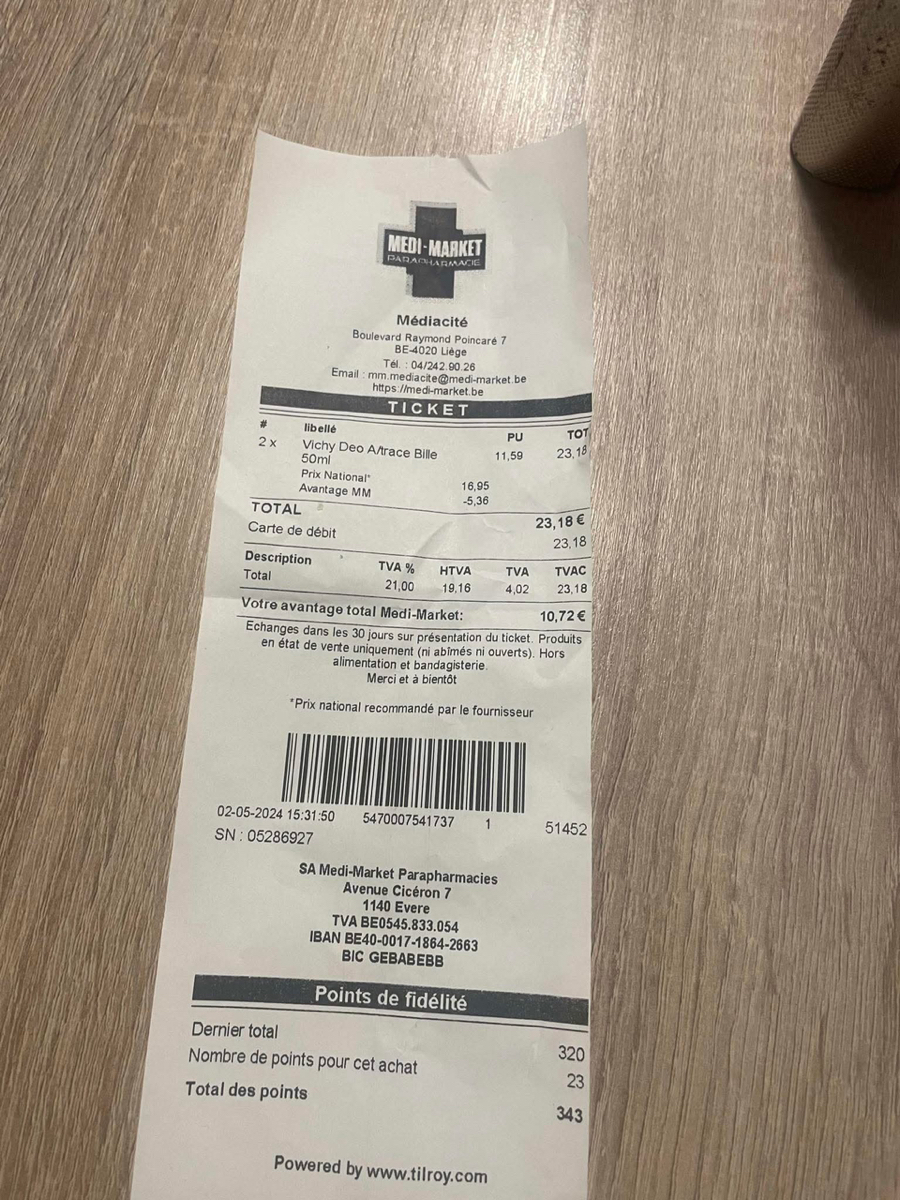 MEDI-MARKET
PARAPHARMACIE
Médiacité
Boulevard Raymond Poincaré 7
BE-4020 Liège
Tél. : 04/242.90.26
Email : mm.mediacite@medi-market.be
https://medi-market.be
TICKET
# libellé PU TOT
2 x Vichy Deo A/trace Bille 11,59 23,18
50ml
Prix National* 16,95
Avantage MM -5,36
TOTAL 23,18 €
Carte de débit 23,18
Description TVA % HTVA TVA TVAC
Total 21,00 19,16 4,02 23,18
Votre avantage total Medi-Market: 10,72 €
Echanges dans les 30 jours sur présentation du ticket. Produits
en état de vente uniquement (ni abîmés ni ouverts). Hors
alimentation et bandagisterie.
Merci et à bientôt
*Prix national recommandé par le fournisseur
02-05-2024 15:31:50 5470007541737 1 51452
SN : 05286927
SA Medi-Market Parapharmacies
Avenue Cicéron 7
1140 Evere
TVA BE0545.833.054
IBAN BE40-0017-1864-2663
BIC GEBABEBB
Points de fidélité
Dernier total 320
Nombre de points pour cet achat 23
Total des points 343
Powered by www.tilroy.com